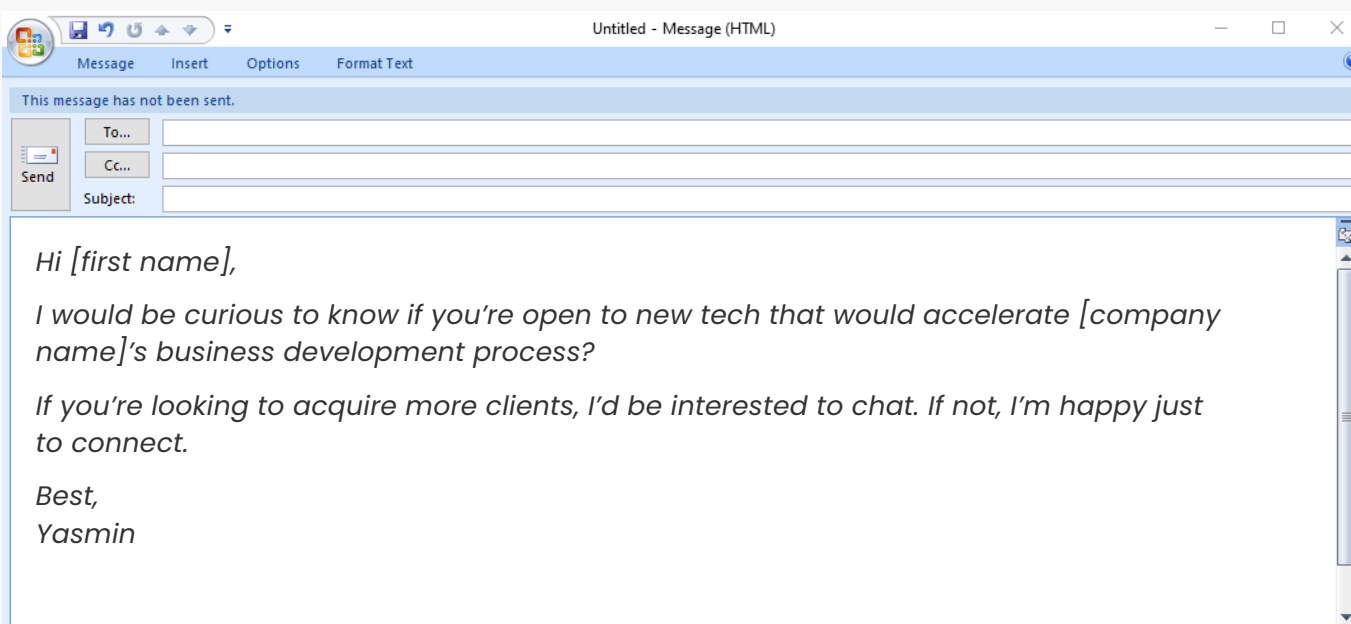 Untitled - Message (HTML)
Message Insert Options Format Text
This message has not been sent.
To...
Cc...
Send
Subject:
Hi [first name],
I would be curious to know if you’re open to new tech that would accelerate [company
name]’s business development process?
If you’re looking to acquire more clients, I’d be interested to chat. If not, I’m happy just
to connect.
Best,
Yasmin